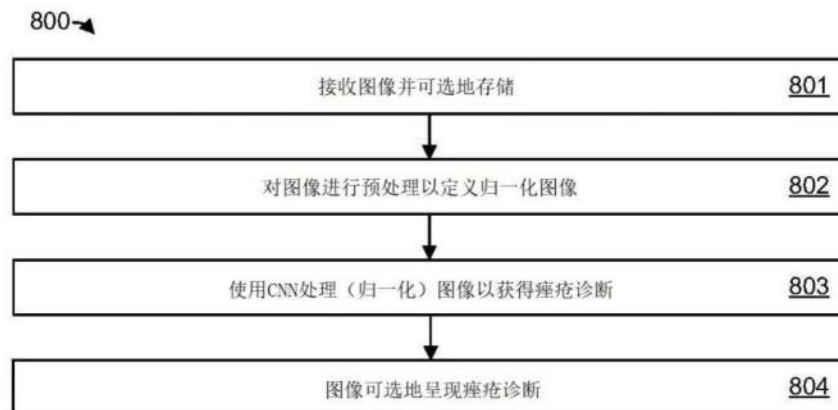 800
接收图像并可选地存储 801
对图像进行预处理以定义归一化图像 802
使用CNN处理（归一化）图像以获得痤疮诊断 803
图像可选地呈现痤疮诊断 804